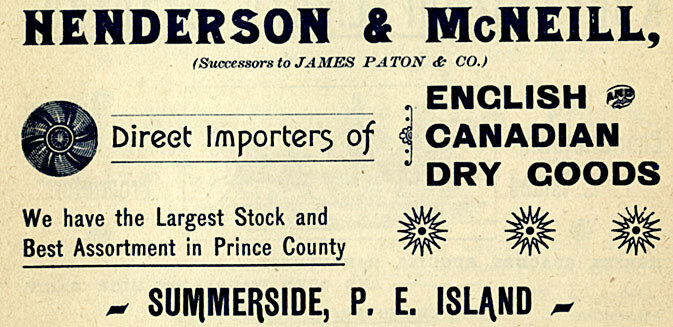 HENDERSON & McNEILL,
(Successors to JAMES PATON & CO.)
Direct Importers of
ENGLISH AND
CANADIAN
DRY GOODS
We have the Largest Stock and
Best Assortment in Prince County
SUMMERSIDE, P. E. ISLAND